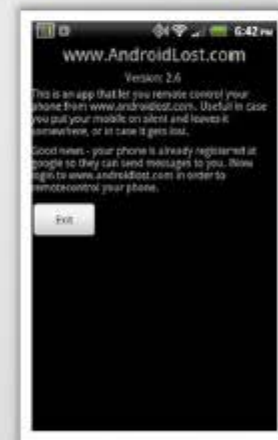 6:42 PM
www.AndroidLost.com
Version: 2.6
This is an app that let you remote control your
phone from www.androidlost.com. Useful in case
you put your mobile on silent and leaves it
somewhere, or in case it gets lost.
Good news - your phone is already registered at
google so they can send messages to you. Now
login to www.androidlost.com in order to
remotecontrol your phone.
Exit